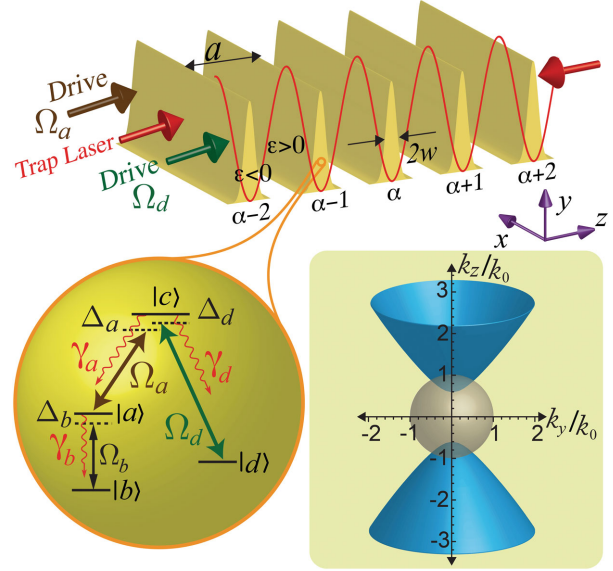 a
Drive
Ω_a
Trap Laser
Drive
Ω_d
ε<0
ε>0
2w
α-2
α-1
α
α+1
α+2
y
x
z
|c⟩
Δ_a
Δ_d
γ_a
Ω_a
γ_d
Δ_b
|a⟩
Ω_d
γ_b
Ω_b
|d⟩
|b⟩
k_z/k_0
3
2
1
k_y/k_0
-2
-1
1
2
-1
-2
-3